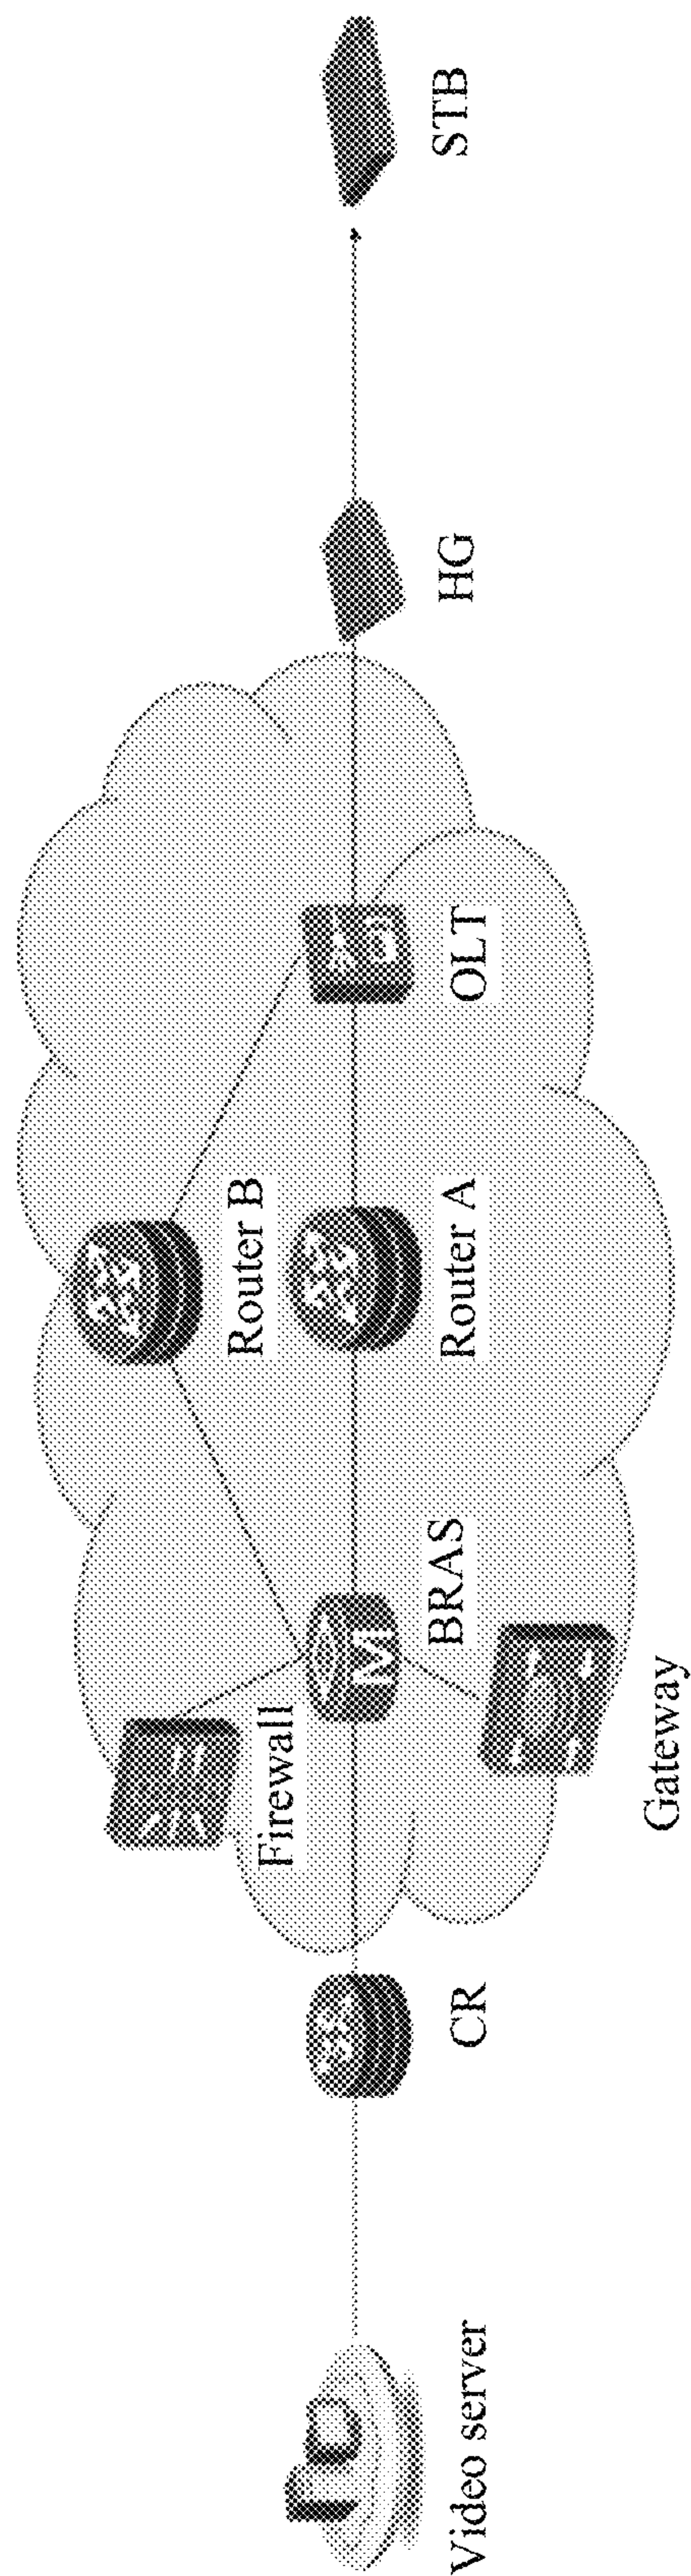 Video server
CR
Firewall
Gateway
BRAS
Router B
Router A
OLT
HG
STB